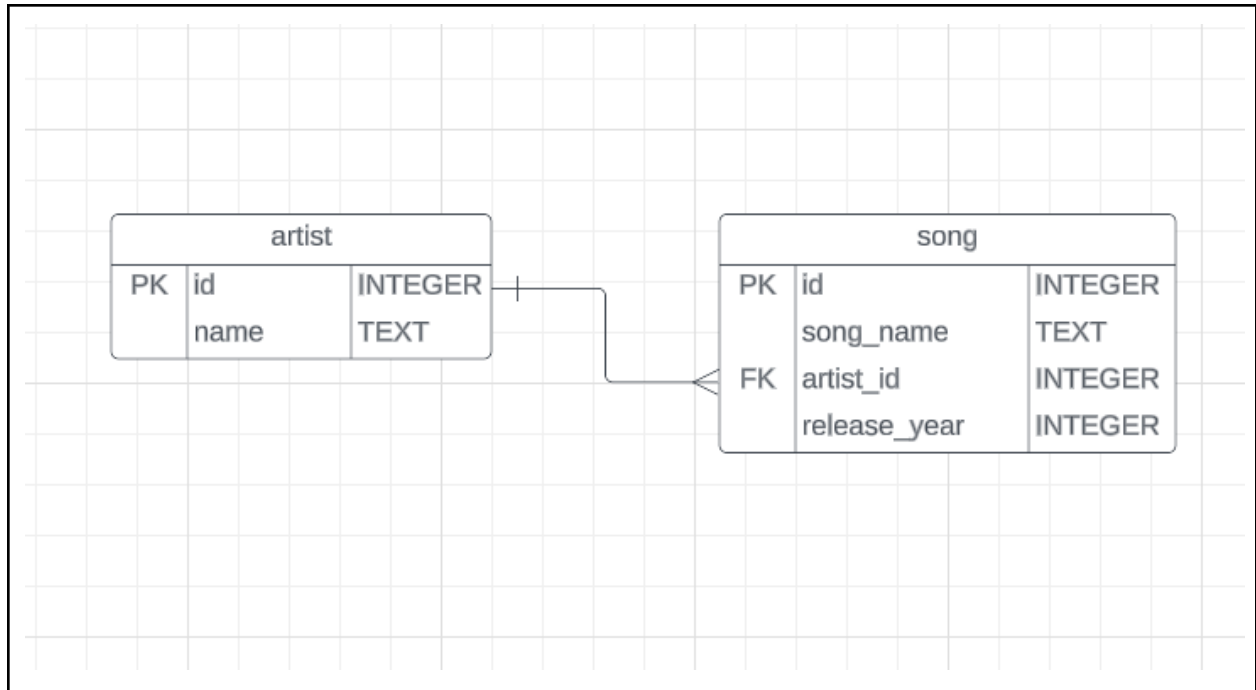 artist
PK id INTEGER
name TEXT
song
PK id INTEGER
song_name TEXT
FK artist_id INTEGER
release_year INTEGER